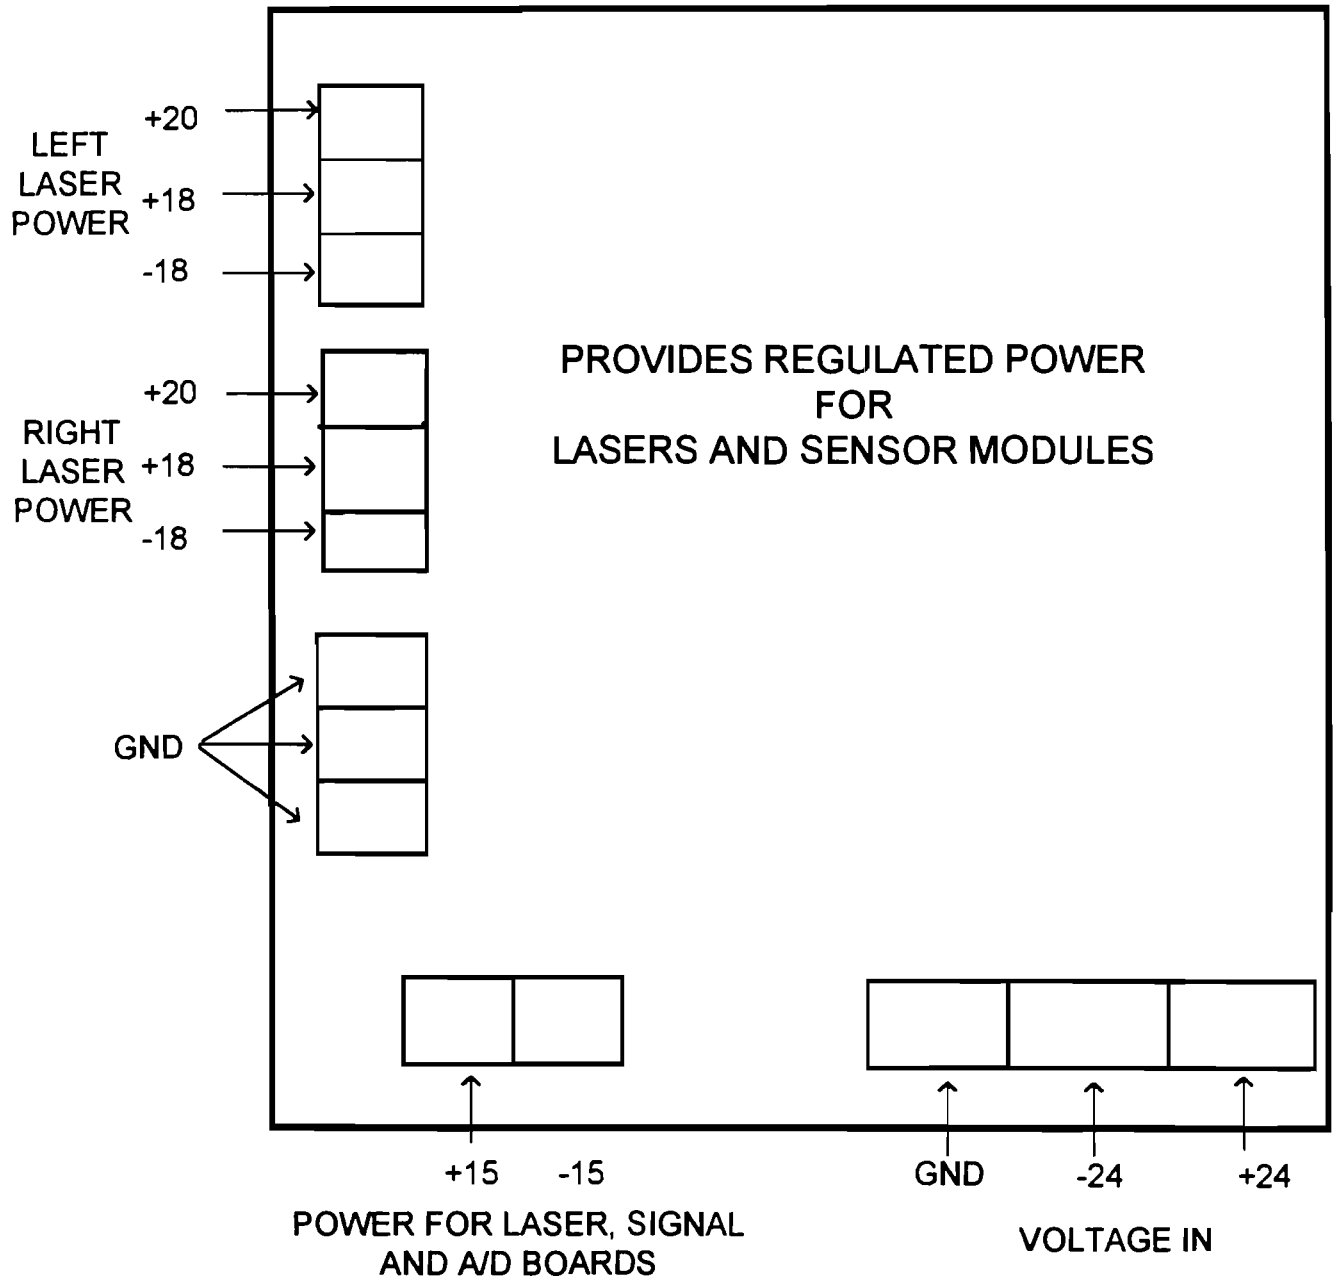 +20
LEFT
LASER
+18
POWER
-18
PROVIDES REGULATED POWER
FOR
LASERS AND SENSOR MODULES
+20
RIGHT
LASER +18
POWER
-18
GND
+15 -15
POWER FOR LASER, SIGNAL
AND A/D BOARDS
GND -24 +24
VOLTAGE IN